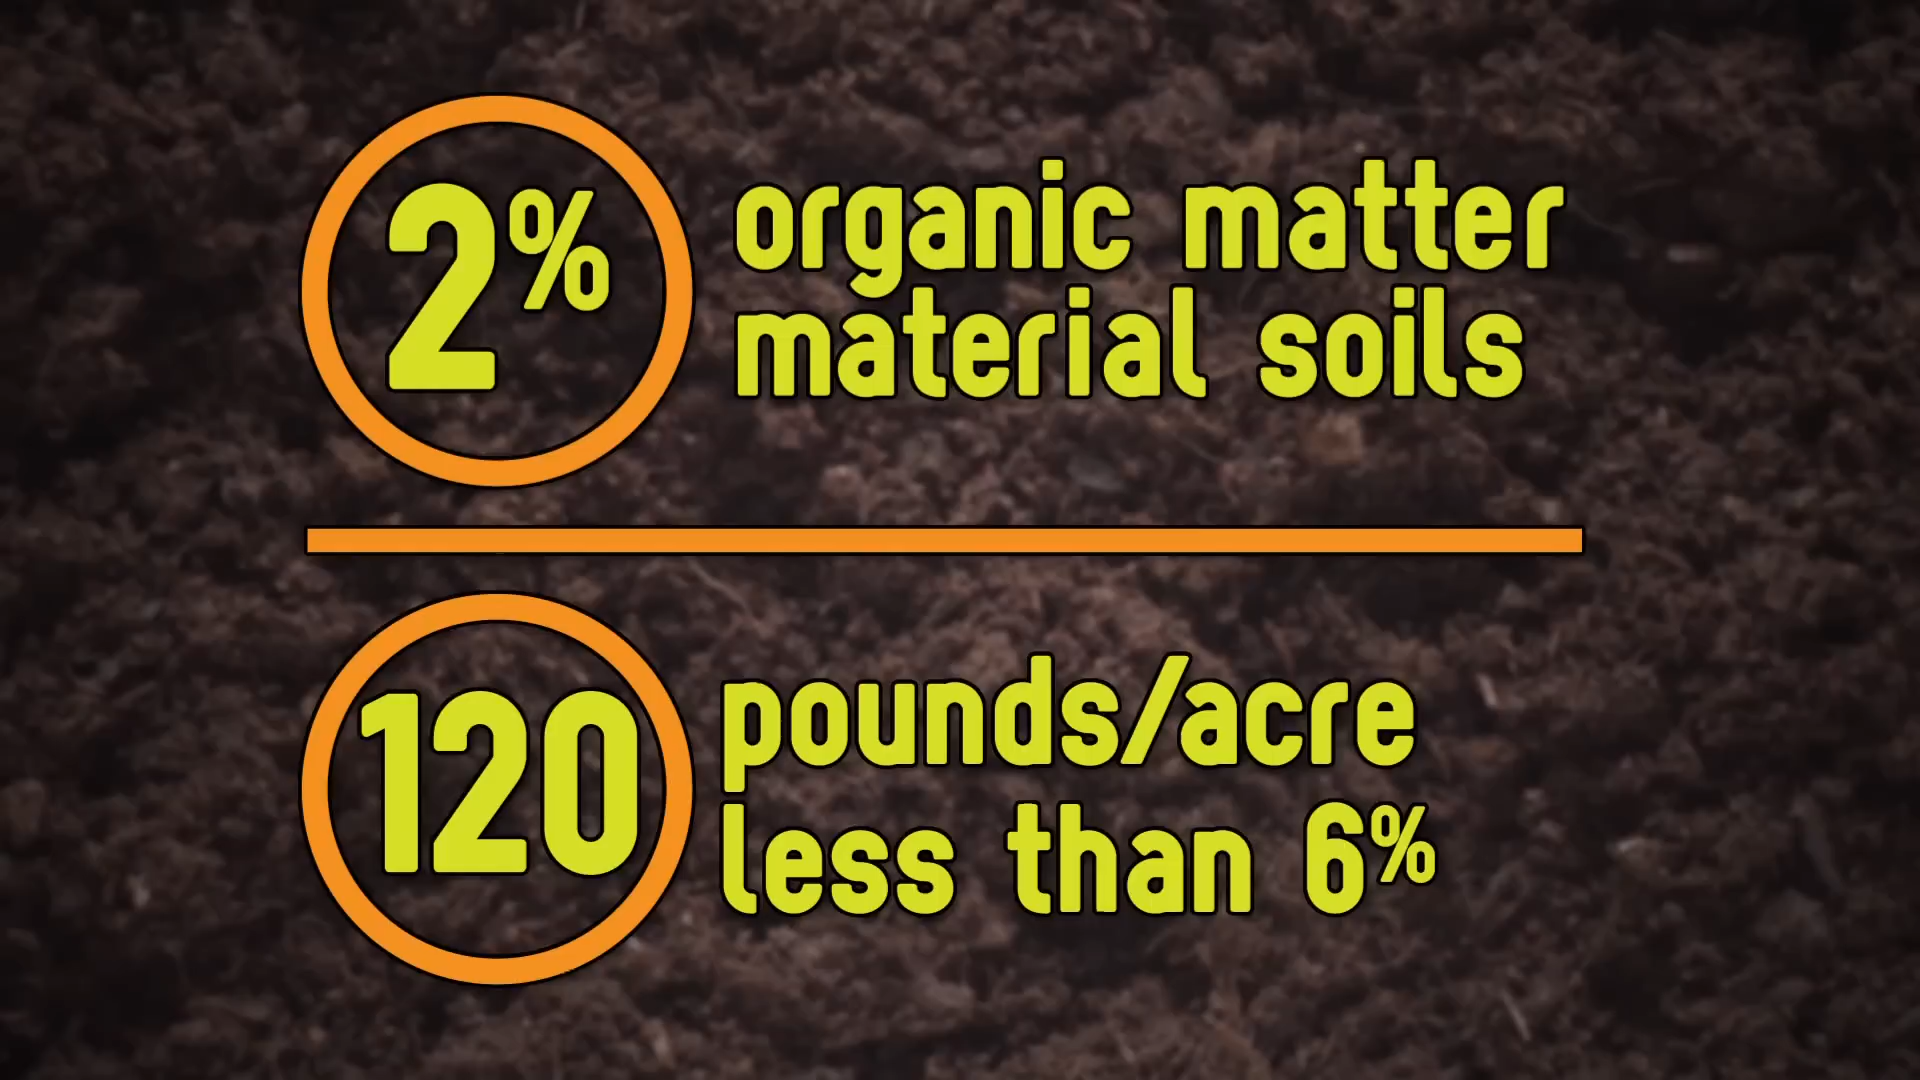 2%
organic matter
material soils
120
pounds/acre
less than 6%